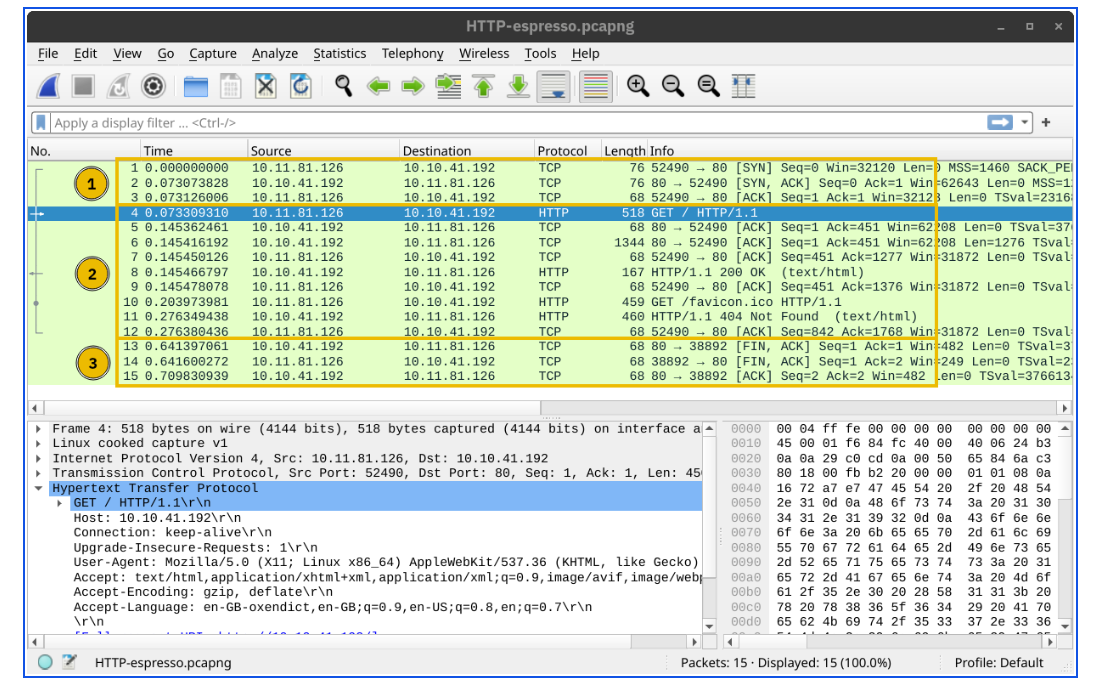 HTTP-espresso.pcapng
File Edit View Go Capture Analyze Statistics Telephony Wireless Tools Help
Apply a display filter ... <Ctrl-/>
No. Time Source Destination Protocol Length Info
1 0.000000000 10.11.81.126 10.10.41.192 TCP 76 52490 → 80 [SYN] Seq=0 Win=32120 Len=0 MSS=1460
2 0.073073828 10.10.41.192 10.11.81.126 TCP 76 80 → 52490 [SYN, ACK] Seq=0 Ack=1 Win=62643 Len=0
3 0.073126006 10.11.81.126 10.10.41.192 TCP 68 52490 → 80 [ACK] Seq=1 Ack=1 Len=0
4 0.073309310 10.11.81.126 10.10.41.192 HTTP 518 GET / HTTP/1.1
5 0.145362461 10.10.41.192 10.11.81.126 TCP 68 80 → 52490 [ACK] Seq=1 Ack=451 Len=0
6 0.145416192 10.10.41.192 10.11.81.126 TCP 1344 80 → 52490 [ACK] Seq=1 Ack=451 Len=1276
7 0.145450126 10.11.81.126 10.10.41.192 TCP 68 52490 → 80 [ACK] Seq=451 Ack=1277 Win=31872 Len=0
8 0.145466797 10.10.41.192 10.11.81.126 HTTP 167 HTTP/1.1 200 OK (text/html)
9 0.145478078 10.11.81.126 10.10.41.192 TCP 68 52490 → 80 [ACK] Seq=451 Ack=1376 Win=31872 Len=0
10 0.203973981 10.11.81.126 10.10.41.192 HTTP 459 GET /favicon.ico HTTP/1.1
11 0.276349438 10.10.41.192 10.11.81.126 HTTP 460 HTTP/1.1 404 Not Found (text/html)
12 0.276380436 10.11.81.126 10.10.41.192 TCP 68 52490 → 80 [ACK] Seq=842 Ack=1768 Win=31872 Len=0
13 0.641397061 10.10.41.192 10.11.81.126 TCP 68 80 → 38892 [FIN, ACK] Seq=1 Ack=1 Win=482 Len=0
14 0.641600272 10.11.81.126 10.10.41.192 TCP 68 38892 → 80 [FIN, ACK] Seq=1 Ack=2 Win=249 Len=0
15 0.709830939 10.10.41.192 10.11.81.126 TCP 68 80 → 38892 [ACK] Seq=2 Ack=2 Win=482 Len=0
1
2
3
Frame 4: 518 bytes on wire (4144 bits), 518 bytes captured (4144 bits) on interface a
Linux cooked capture v1
Internet Protocol Version 4, Src: 10.11.81.126, Dst: 10.10.41.192
Transmission Control Protocol, Src Port: 52490, Dst Port: 80, Seq: 1, Ack: 1, Len:
Hypertext Transfer Protocol
GET / HTTP/1.1\r\n
Host: 10.10.41.192\r\n
Connection: keep-alive\r\n
Upgrade-Insecure-Requests: 1\r\n
User-Agent: Mozilla/5.0 (X11; Linux x86_64) AppleWebKit/537.36 (KHTML, like Gecko)
Accept: text/html,application/xhtml+xml,application/xml;q=0.9,image/avif,image/webp
Accept-Encoding: gzip, deflate\r\n
Accept-Language: en-GB-oxendict,en-GB;q=0.9,en-US;q=0.8,en;q=0.7\r\n
\r\n
0000 00 04 ff fe 00 00 00 00 00 00 00 00
0010 45 00 01 f6 84 fc 40 00 40 06 24 b3
0020 0a 0a 29 c0 cd 0a 00 50 65 84 6a c3
0030 80 18 00 fb b2 20 00 00 01 01 08 0a
0040 16 72 a7 e7 47 45 54 20 2f 20 48 54
0050 2e 31 0d 0a 48 6f 73 74 3a 20 31 30
0060 34 31 2e 31 39 32 0d 0a 43 6f 6e 6e
0070 6f 6e 3a 20 6b 65 65 70 2d 61 6c 69
0080 55 70 67 72 61 64 65 2d 49 6e 73 65
0090 2d 52 65 71 75 65 73 74 73 3a 20 31
00a0 65 72 2d 41 67 65 6e 74 3a 20 4d 6f
00b0 61 2f 35 2e 30 20 28 58 31 31 3b 20
00c0 78 20 78 38 36 5f 36 34 29 20 41 70
00d0 65 62 4b 69 74 2f 35 33 37 2e 33 36
HTTP-espresso.pcapng
Packets: 15 · Displayed: 15 (100.0%)
Profile: Default